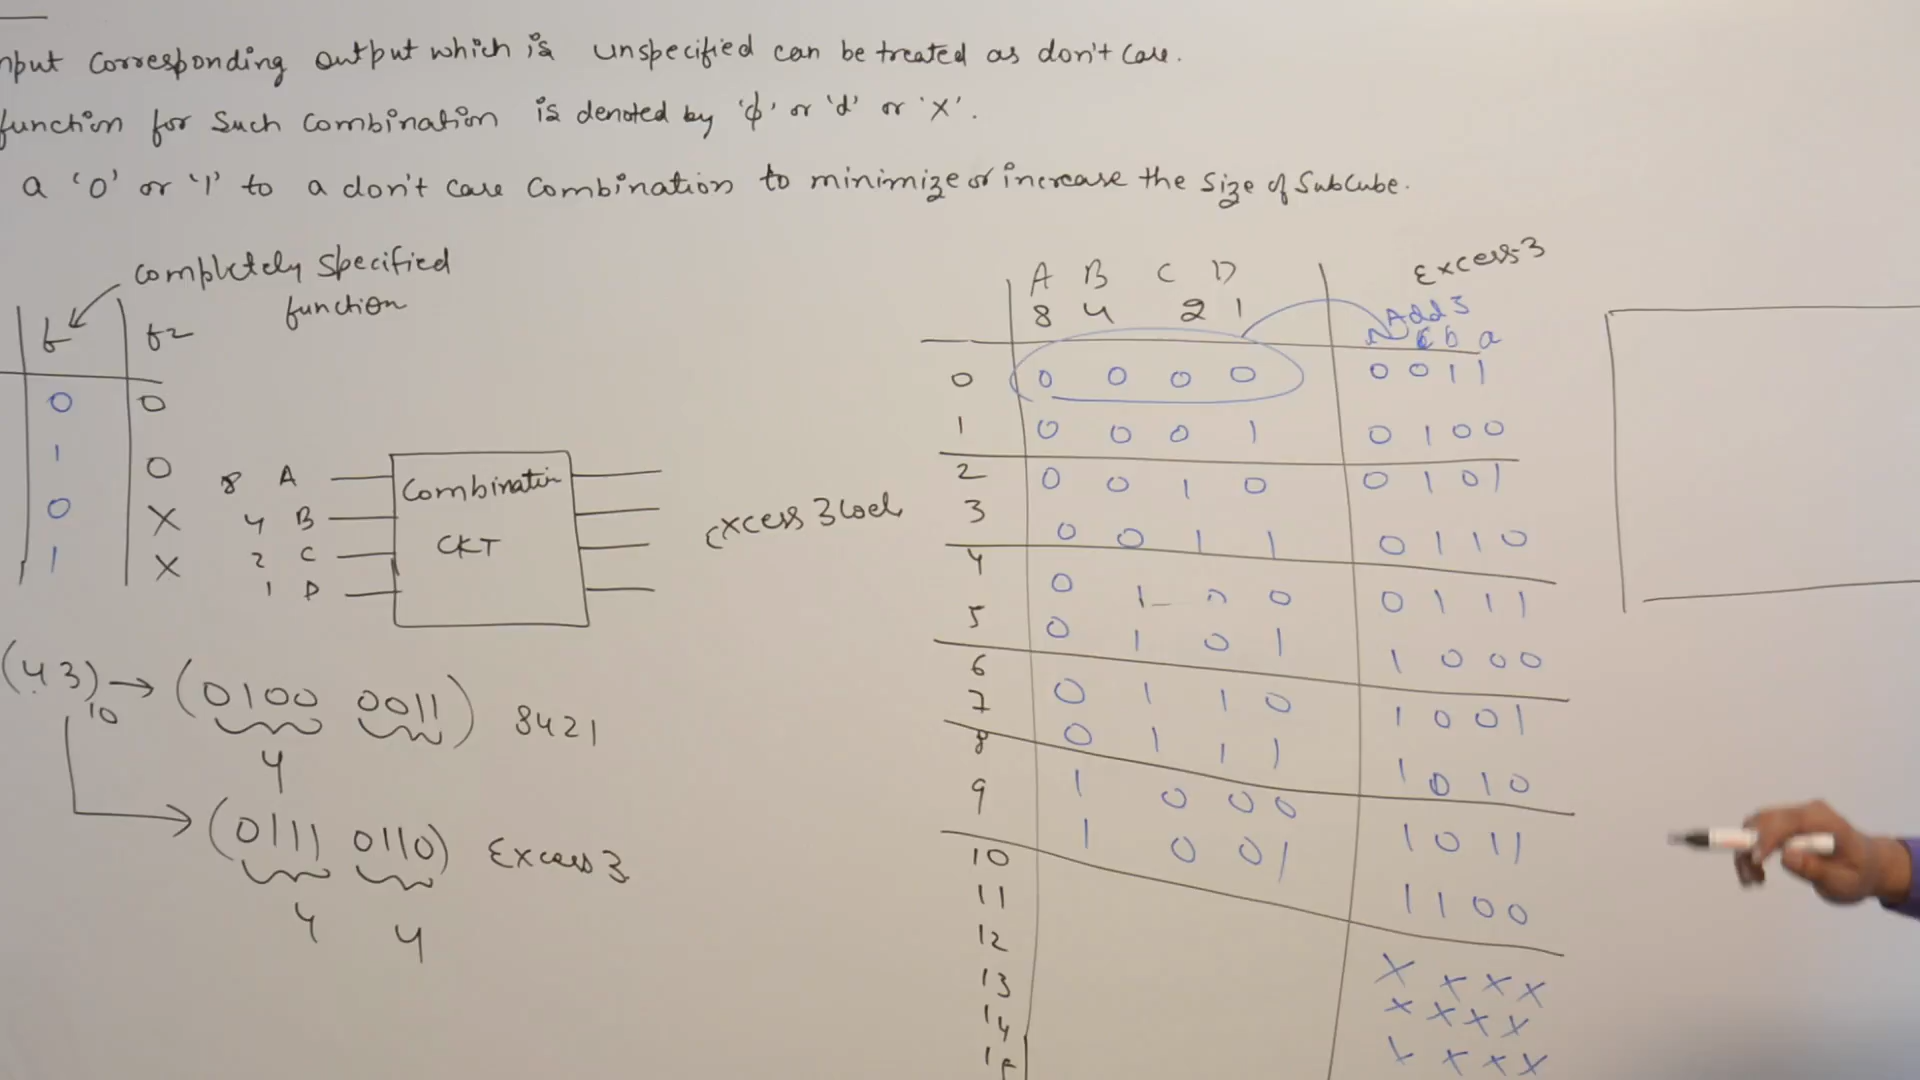 nput corresponding output which is unspecified can be treated as don't care.
function for such combination is denated by 'ϕ' or 'd' or 'X'.
a '0' or '1' to a don't care combination to minimize or increase the size of subcube.
completely specified
function
f f2
0 0
1 0
0 X
1 X
8 A
4 B
2 C
1 D
Combinatin
CKT
Excess 3 Code
(43)10 → (0100 0011) 8421
4
(0111 0110) Excess 3
4 4
A B C D Excess-3
8 4 2 1 Add 3
c b a
0 0 0 0 0 0 0 1 1
1 0 0 0 1 0 1 0 0
2 0 0 1 0 0 1 0 1
3 0 0 1 1 0 1 1 0
4 0 1 0 0 0 1 1 1
5 0 1 0 1 1 0 0 0
6 0 1 1 0 1 0 0 1
7 0 1 1 1 1 0 1 0
8 1 0 0 0 1 0 1 1
9 1 0 0 1 1 1 0 0
10 X X X X
11 X X X X
12 X X X X
13
14
15